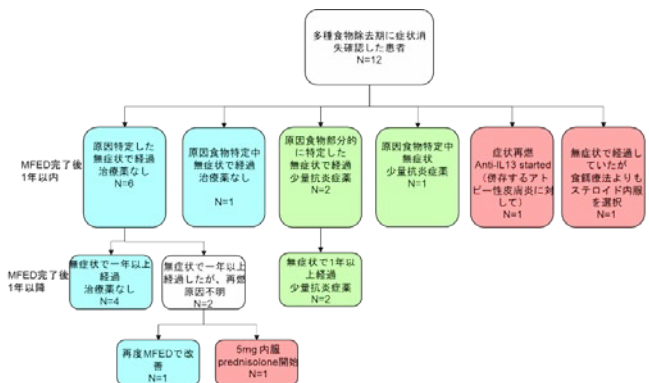 多種食物除去期に症状消
失確認した患者
N=12
MFED完了後
1年以内
原因特定した
無症状で経過
治療薬なし
N=6
原因食物特定中
無症状で経過
治療薬なし
N=1
原因食物部分的
に特定した
無症状で経過
少量抗炎症薬
N=2
原因食物特定中
無症状
少量抗炎症薬
N=1
症状再燃
Anti-IL13 started
（併存するアト
ピー性皮膚炎に対
して）
N=1
無症状で経過し
ていたが
食餌療法よりも
ステロイド内服
を選択
N=1
MFED完了後
1年以降
無症状で一年以上
経過
治療薬なし
N=4
無症状で一年以上
経過したが、再燃
原因不明
N=2
無症状で1年以
上経過
少量抗炎症薬
N=2
再度MFEDで改
善
N=1
5mg 内服
prednisolone開始
N=1